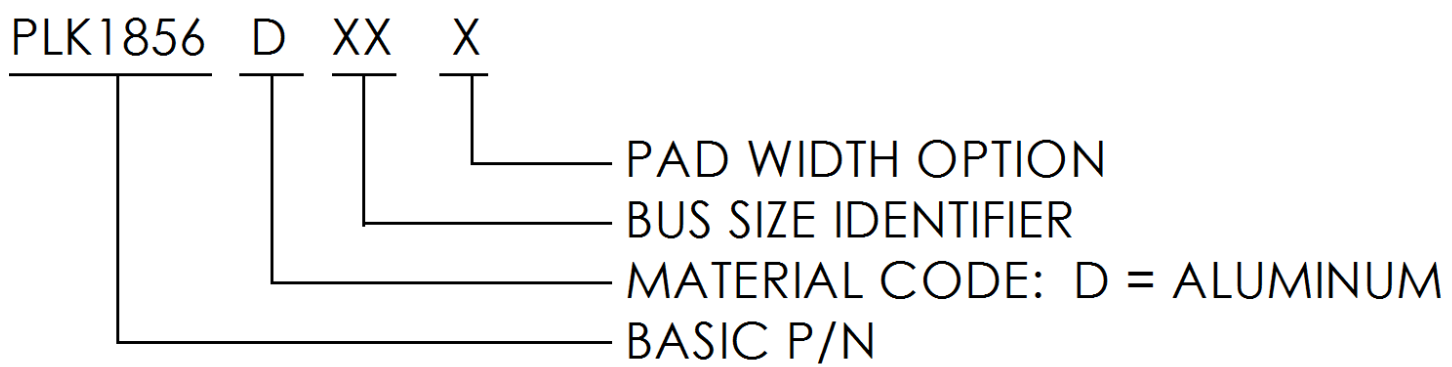 PLK1856 D XX X
PAD WIDTH OPTION
BUS SIZE IDENTIFIER
MATERIAL CODE: D = ALUMINUM
BASIC P/N